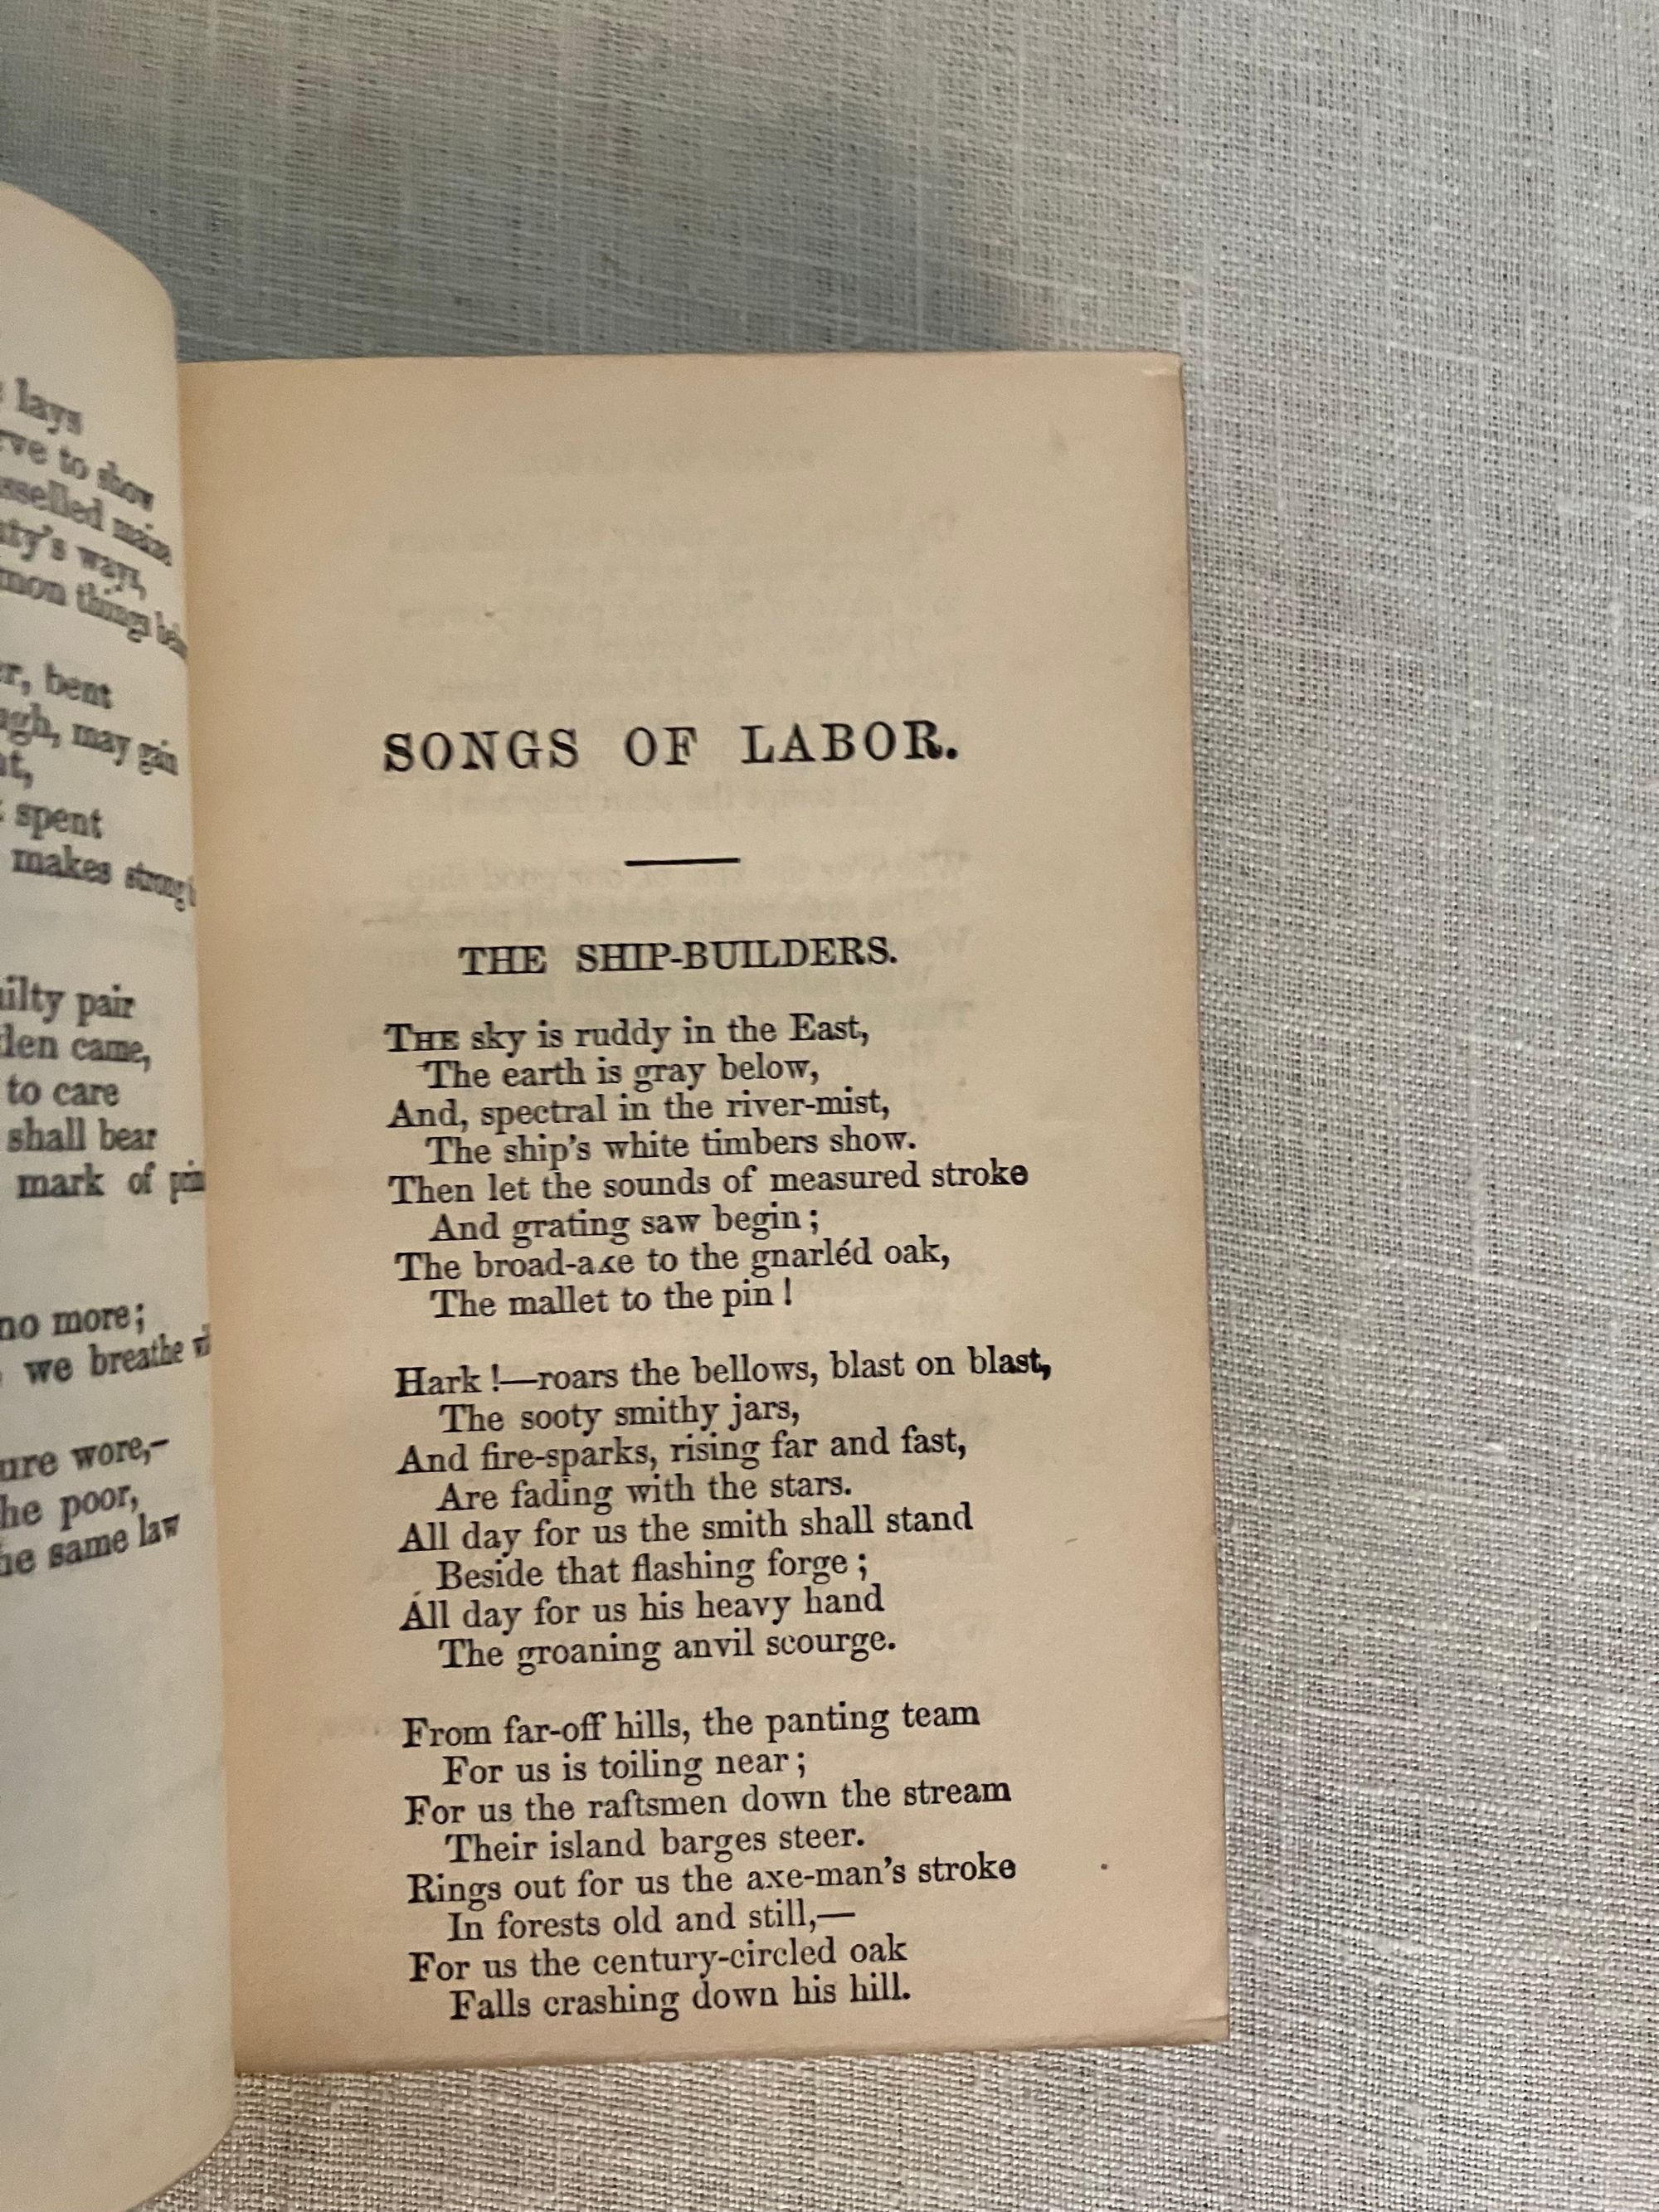 lays
to show
maize
ways,
things
bent
may gain
spent
makes strong
pair
came,
to care
shall bear
mark of
no more;
we breathe
wore,—
poor,
same law
SONGS OF LABOR.
THE SHIP-BUILDERS.
THE sky is ruddy in the East,
The earth is gray below,
And, spectral in the river-mist,
The ship's white timbers show.
Then let the sounds of measured stroke
And grating saw begin;
The broad-axe to the gnarléd oak,
The mallet to the pin!
Hark!—roars the bellows, blast on blast,
The sooty smithy jars,
And fire-sparks, rising far and fast,
Are fading with the stars.
All day for us the smith shall stand
Beside that flashing forge;
All day for us his heavy hand
The groaning anvil scourge.
From far-off hills, the panting team
For us is toiling near;
For us the raftsmen down the stream
Their island barges steer.
Rings out for us the axe-man's stroke
In forests old and still,—
For us the century-circled oak
Falls crashing down his hill.